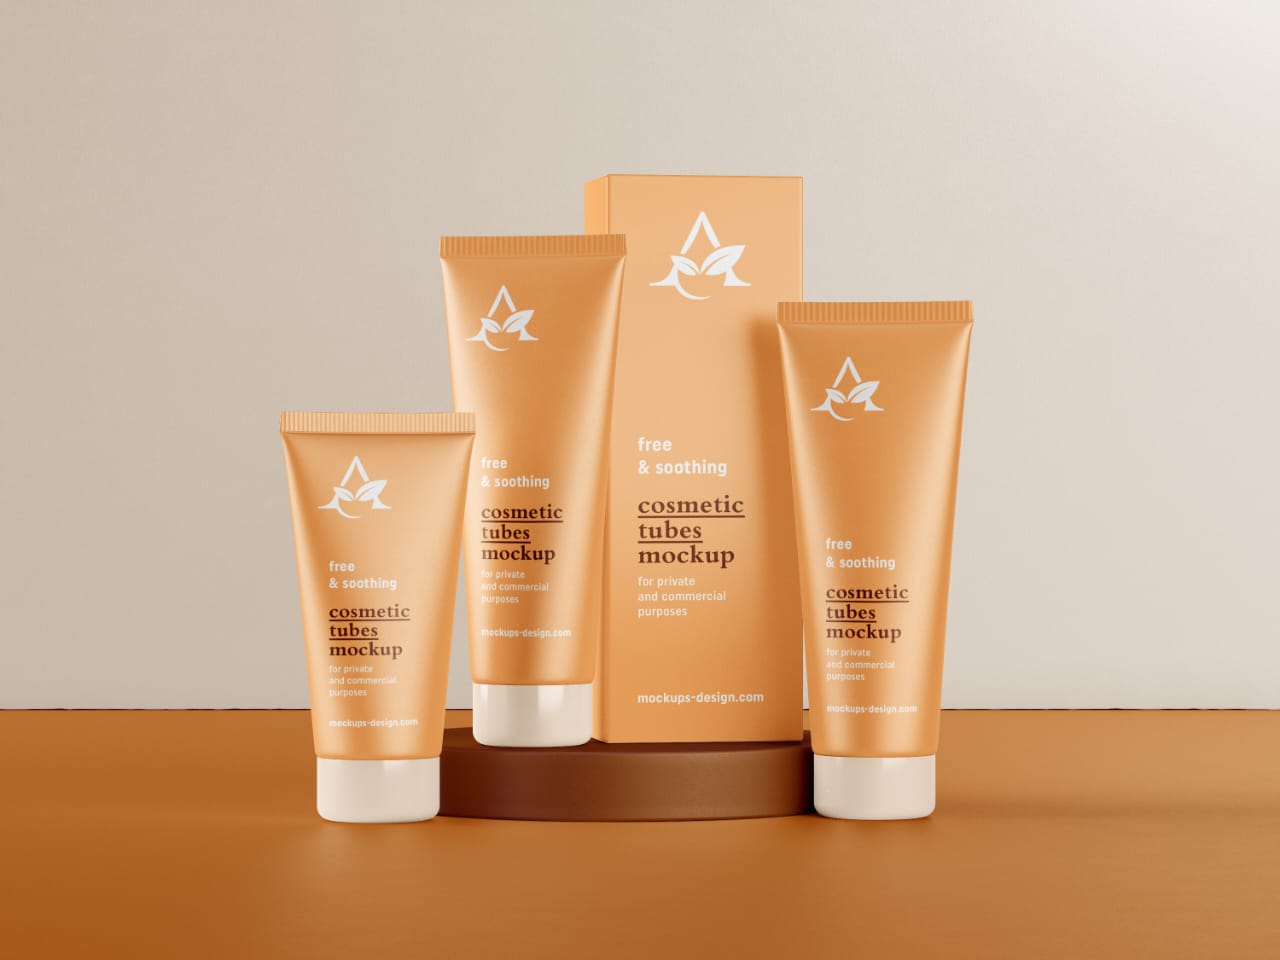 free
& soothing
cosmetic
tubes
mockup
for private
and commercial
purposes
mockups-design.com
free
& soothing
cosmetic
tubes
mockup
for private
and commercial
purposes
mockups-design.com
free
& soothing
cosmetic
tubes
mockup
for private
and commercial
purposes
mockups-design.com
free
& soothing
cosmetic
tubes
mockup
for private
and commercial
purposes
mockups-design.com